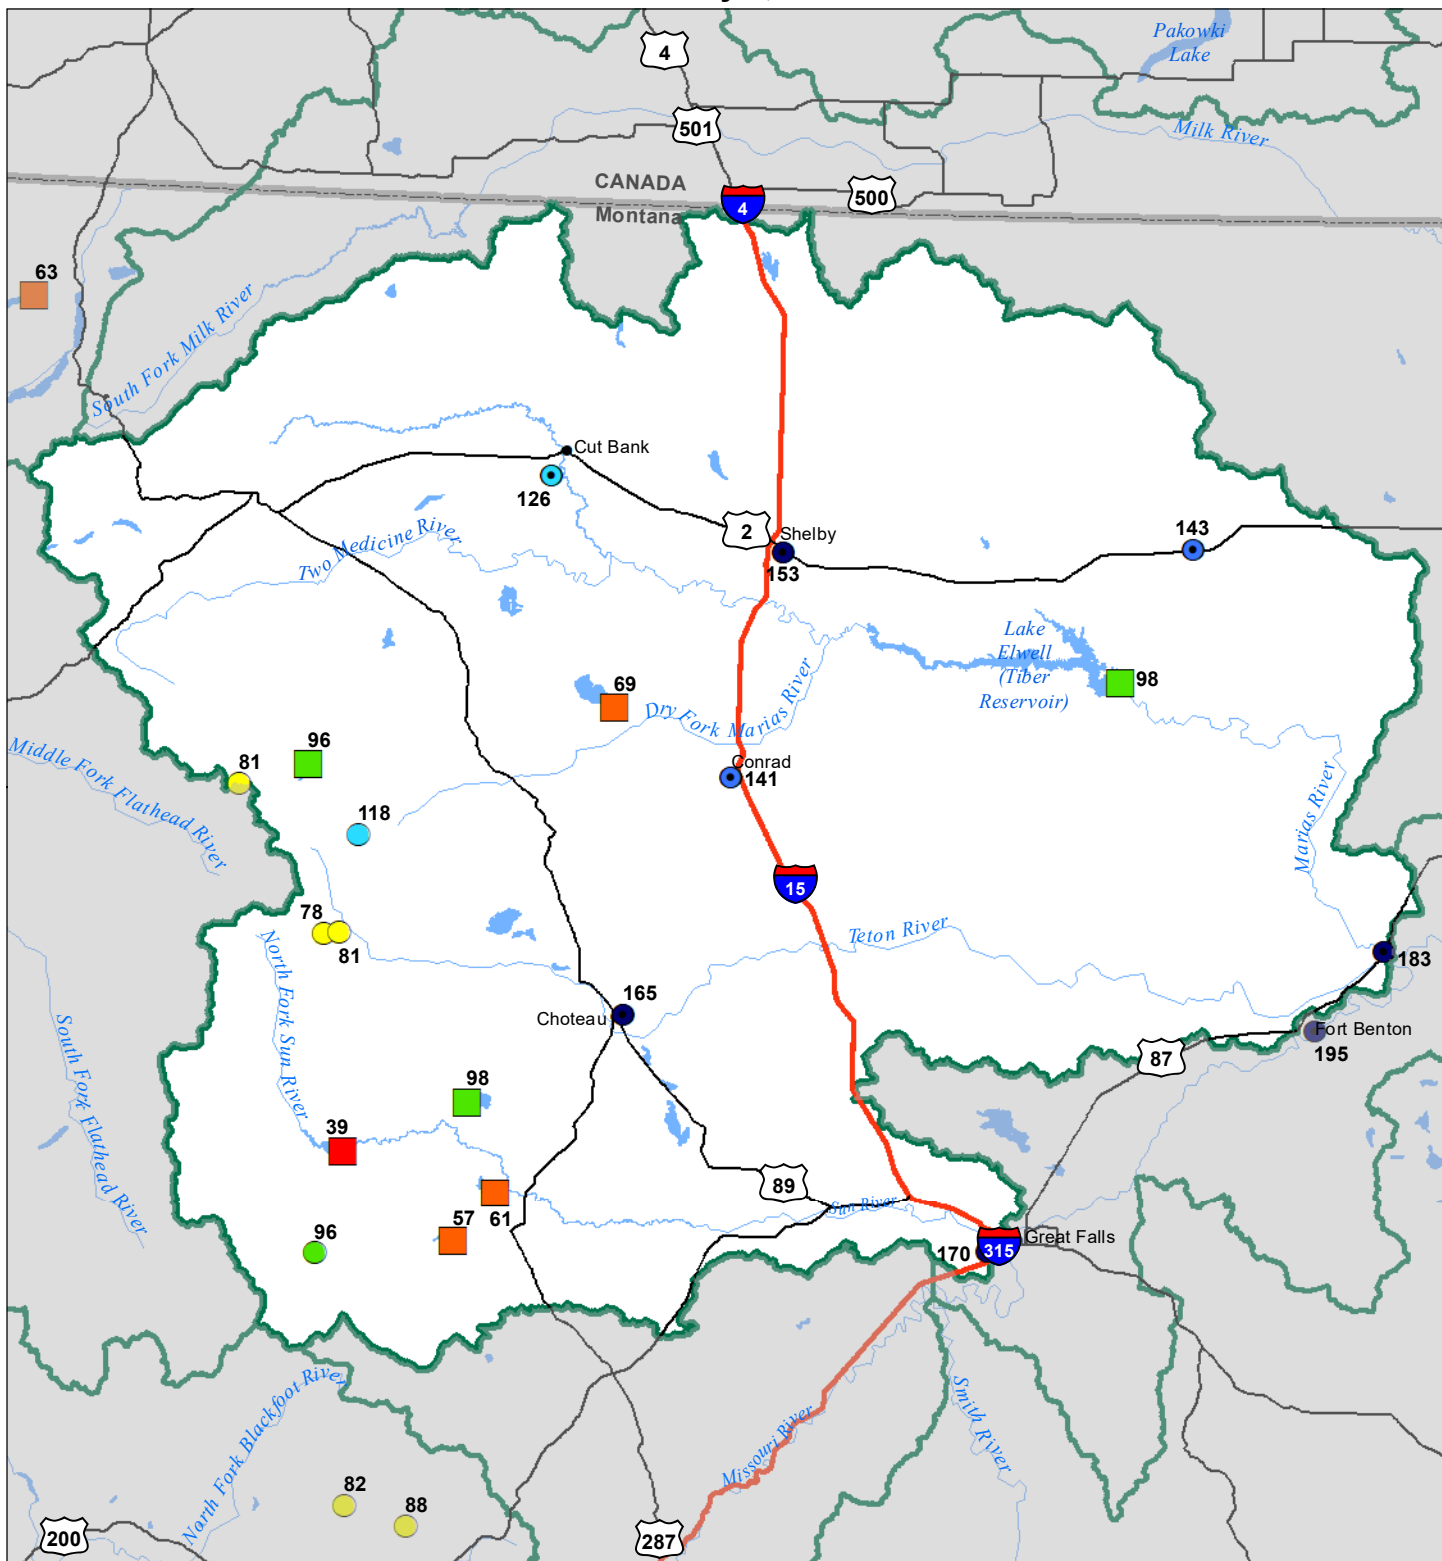 4
Pakowki
Lake
501
Milk River
CANADA
500
4
Montana
63
South Fork Milk River
Cut Bank
126
2
Shelby
143
Two Medicine River
153
Lake
Elwell
(Tiber
Reservoir)
98
69
Dry Fork Marias River
96
81
Conrad
141
Middle Fork Flathead River
118
Marias River
15
78
81
Teton River
North Fork Sun River
183
165
Choteau
Fort Benton
195
87
South Fork Flathead River
98
39
89
61
Sun River
57
96
170
315
Great Falls
North Fork Blackfoot River
Missouri River
Smith River
82
88
200
287